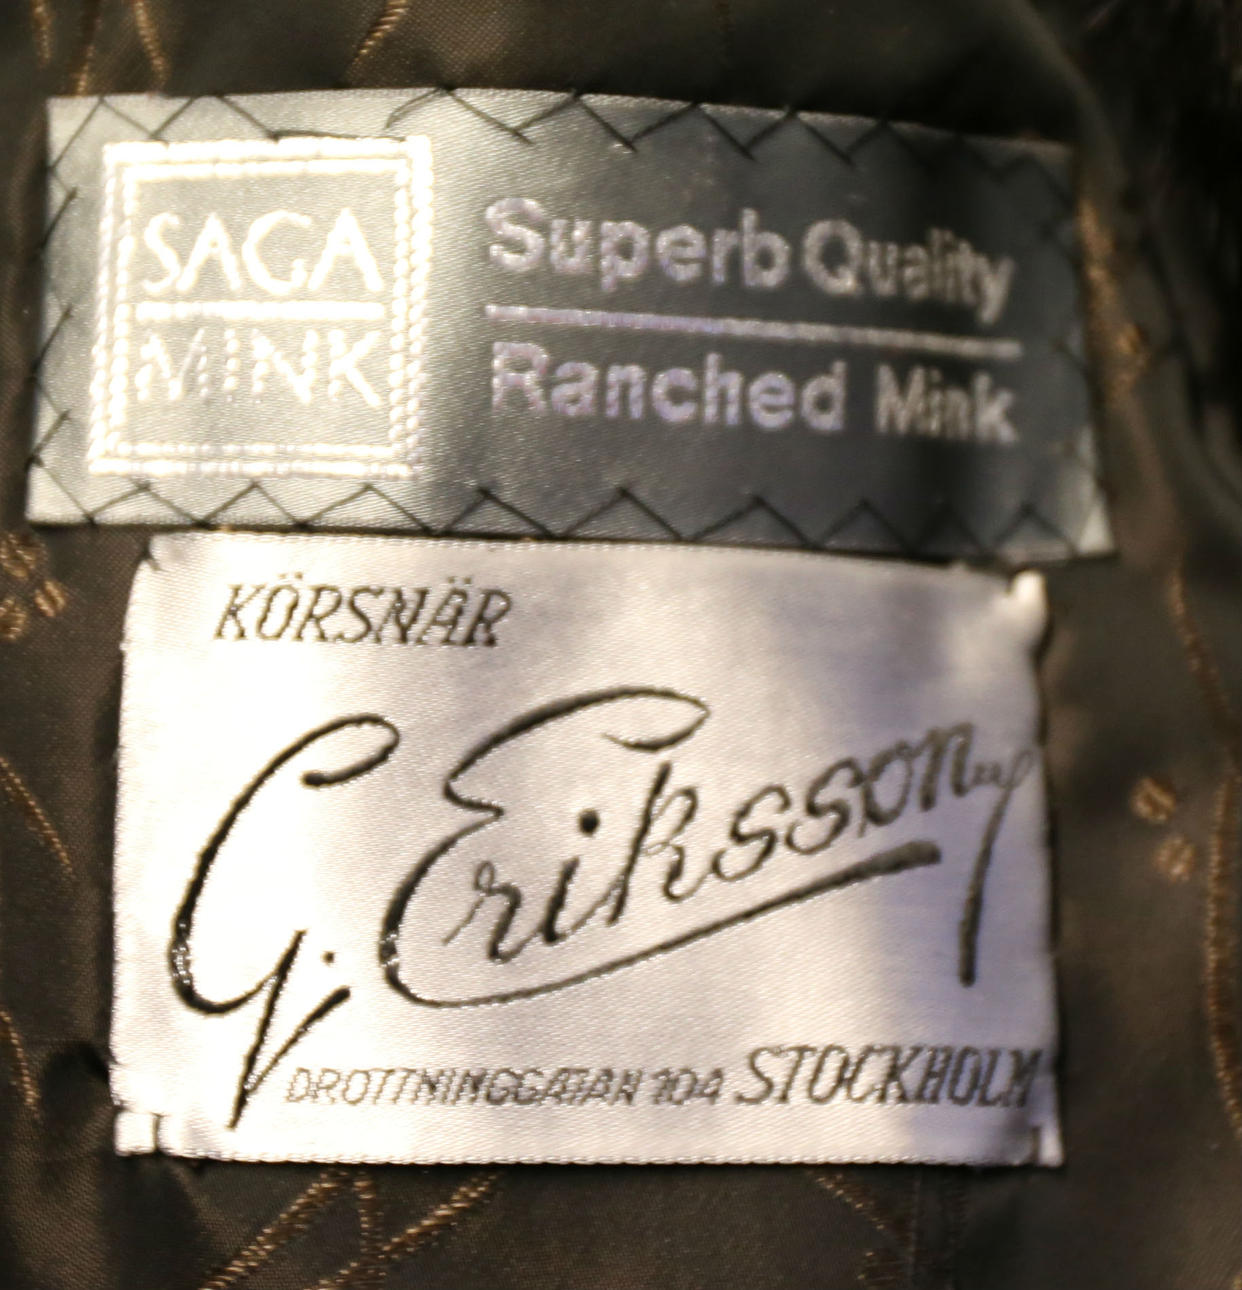 SAGA
MINK
Superb Quality
Ranched Mink
KÖRSNÄR
G. Eriksson
DROTTNINGGATAN 104 STOCKHOLM